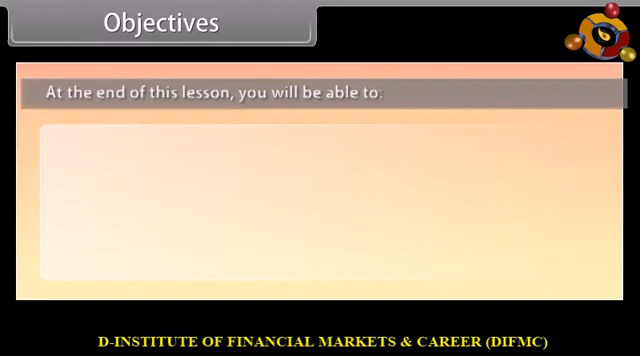 Objectives
At the end of this lesson, you will be able to:
D-INSTITUTE OF FINANCIAL MARKETS & CAREER (DIFMC)